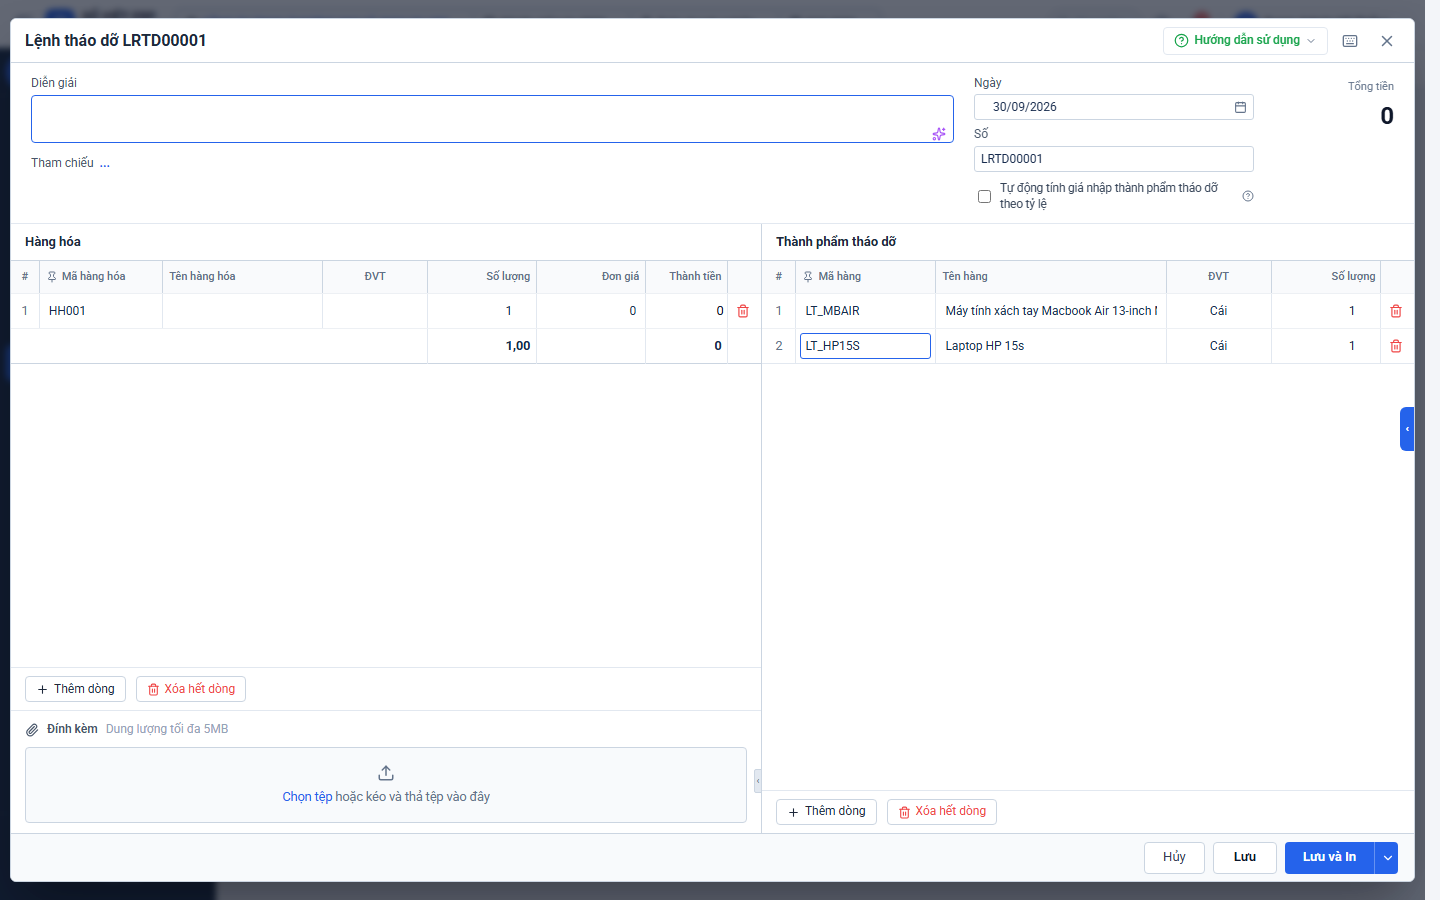 Lệnh tháo dỡ LRTD00001
Hướng dẫn sử dụng
Diễn giải
Tham chiếu ...
Ngày
30/09/2026
Số
LRTD00001
Tự động tính giá nhập thành phẩm tháo dỡ
theo tỷ lệ
Tổng tiền
0
Hàng hóa
# Mã hàng hóa Tên hàng hóa ĐVT Số lượng Đơn giá Thành tiền
1 HH001 1 0 0
1,00 0
Thêm dòng Xóa hết dòng
Đính kèm Dung lượng tối đa 5MB
Chọn tệp hoặc kéo và thả tệp vào đây
Thành phẩm tháo dỡ
# Mã hàng Tên hàng ĐVT Số lượng
1 LT_MBAIR Máy tính xách tay Macbook Air 13-inch Cái 1
2 LT_HP15S Laptop HP 15s Cái 1
Thêm dòng Xóa hết dòng
Hủy Lưu Lưu và In